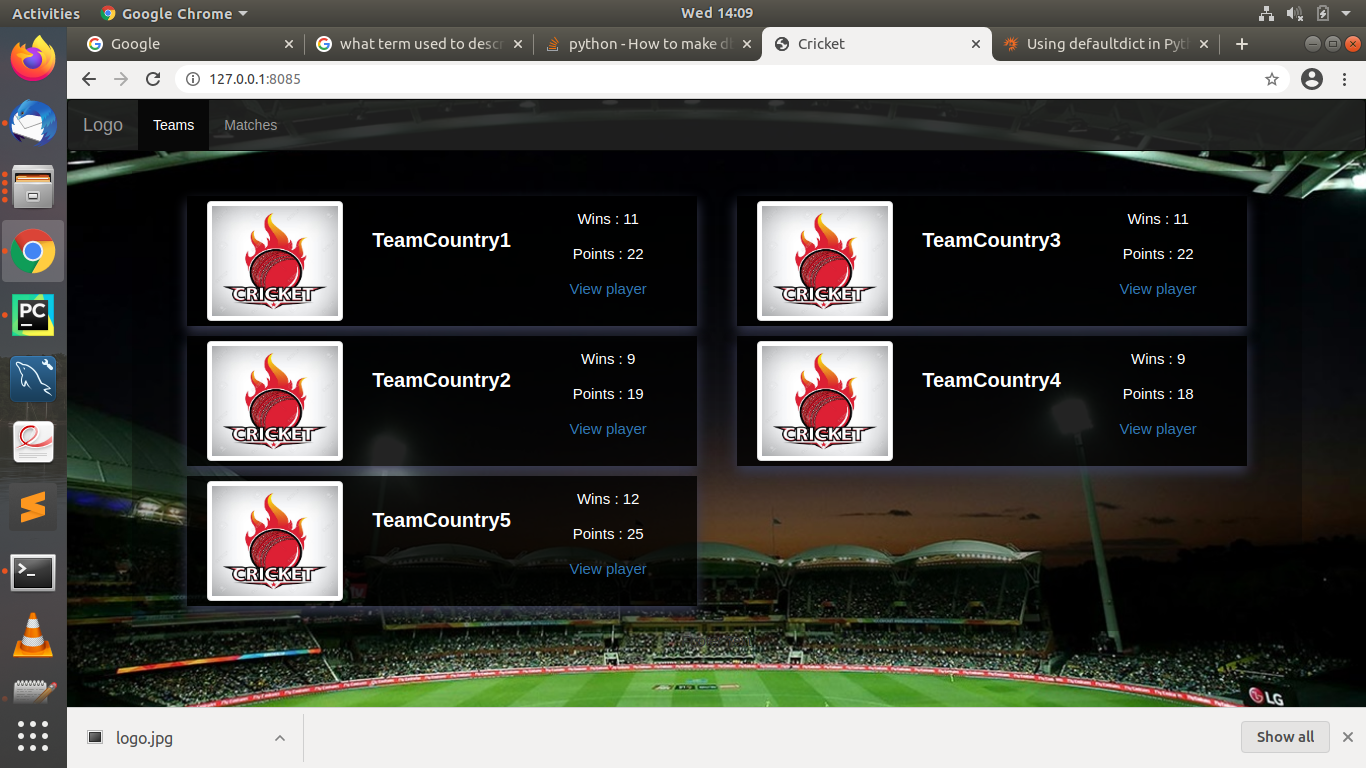 Activities Google Chrome Wed 14:09
Google what term used to desc python - How to make d Cricket Using defaultdict in Pyt
127.0.0.1:8085
Logo Teams Matches
CRICKET
TeamCountry1
Wins : 11
Points : 22
View player
CRICKET
TeamCountry3
Wins : 11
Points : 22
View player
CRICKET
TeamCountry2
Wins : 9
Points : 19
View player
CRICKET
TeamCountry4
Wins : 9
Points : 18
View player
CRICKET
TeamCountry5
Wins : 12
Points : 25
View player
LG
logo.jpg Show all
PC